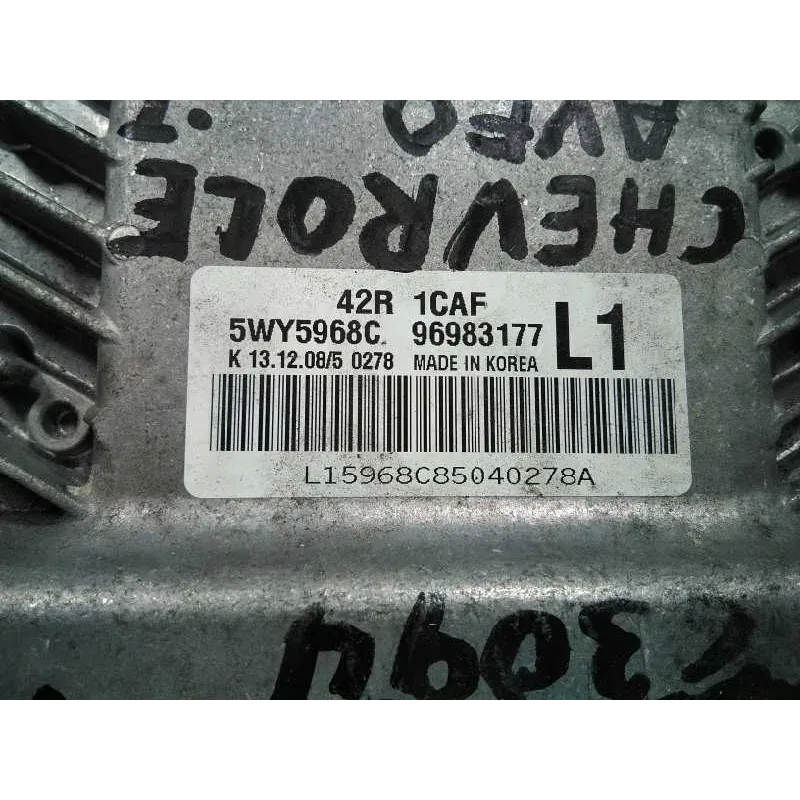 AVEO
CHEVROLE
.T
42R 1CAF
5WY5968C 96983177 L1
K 13.12.08/5 0278 MADE IN KOREA
L15968C85040278A